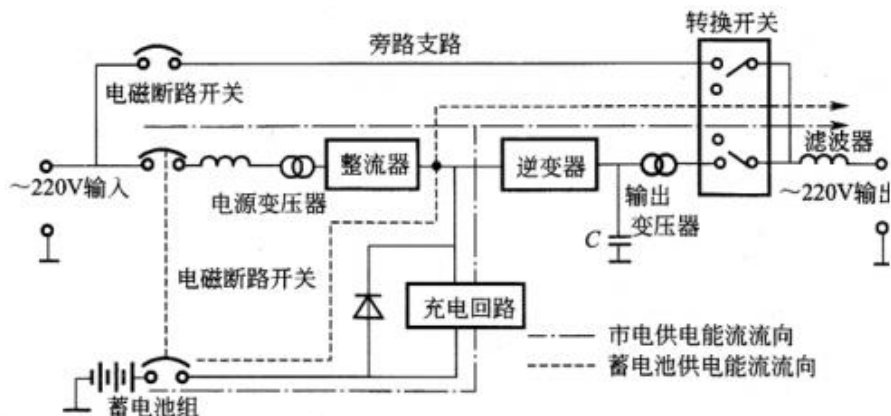 转换开关
旁路支路
电磁断路开关
滤波器
整流器
逆变器
~220V输入
电源变压器
输出
变压器
~220V输出
C
电磁断路开关
充电回路
市电供电能流流向
蓄电池供电能流流向
蓄电池组